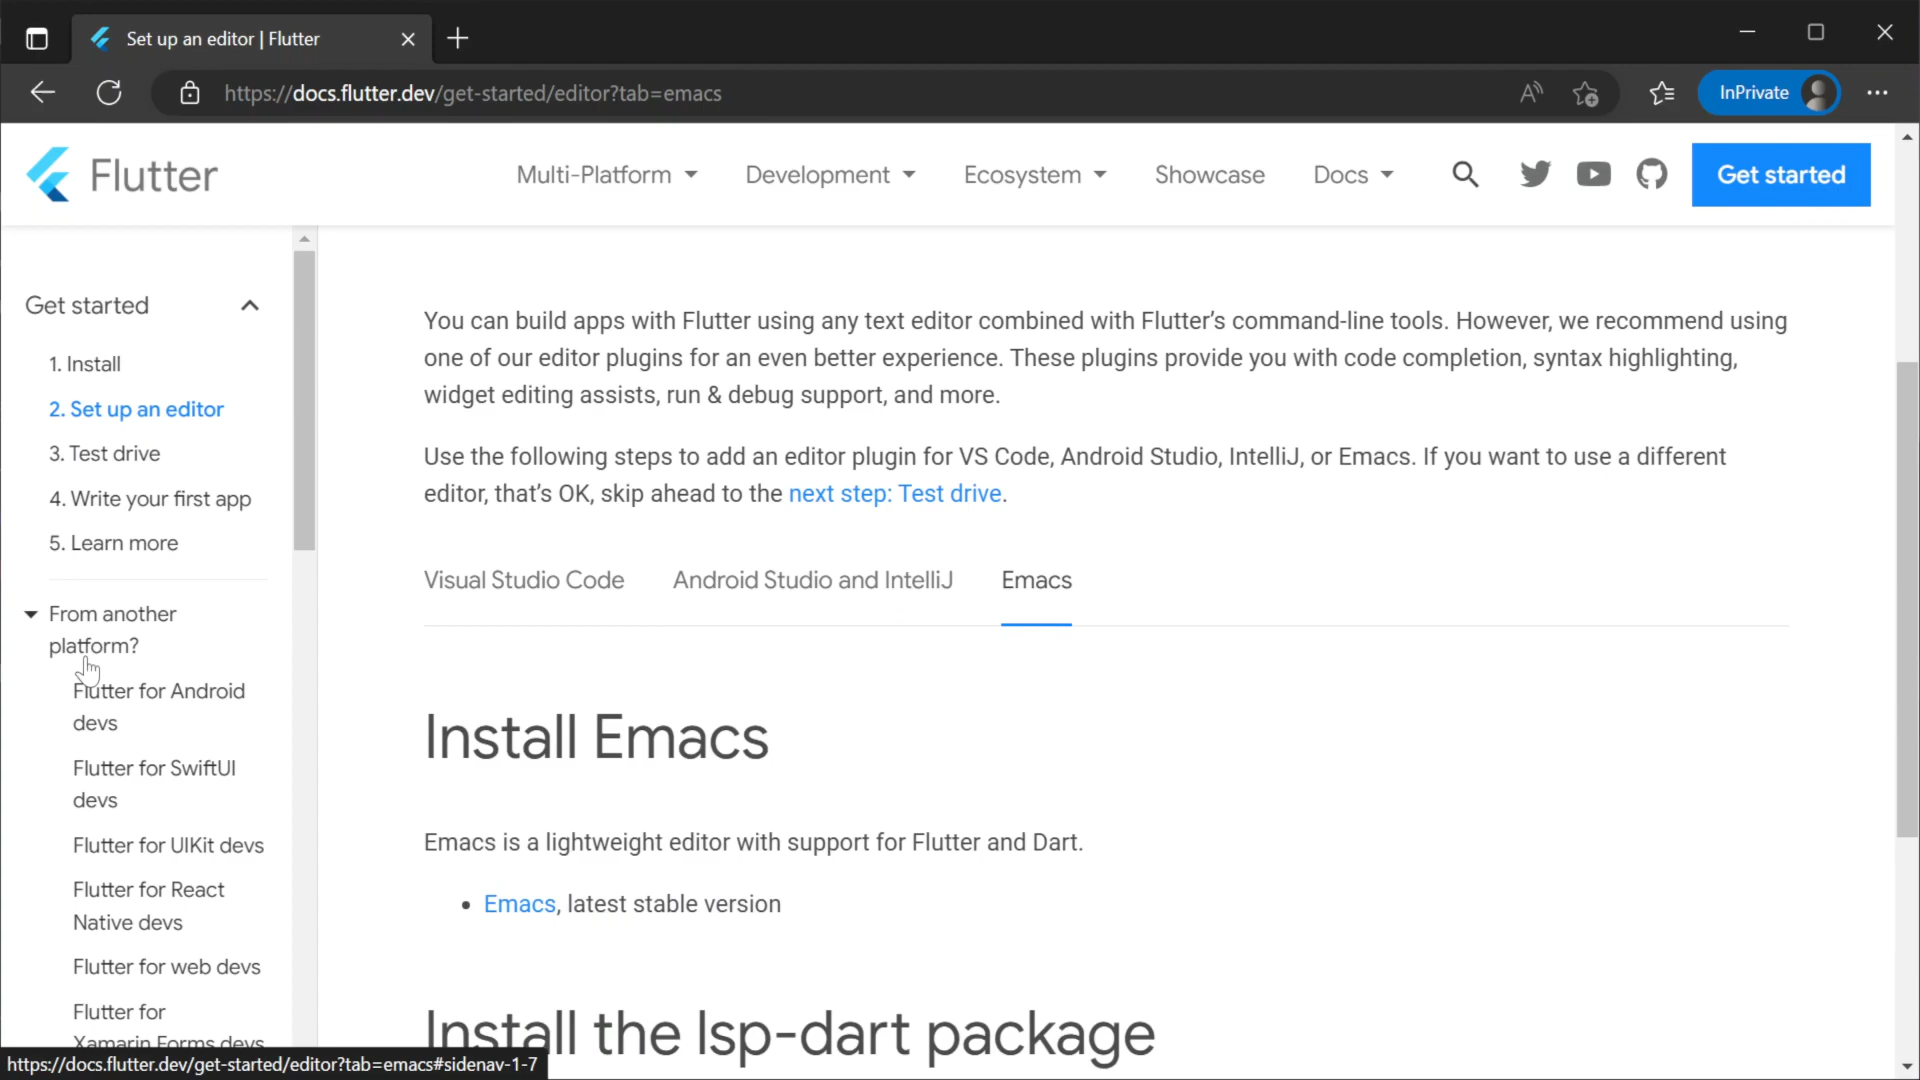 Set up an editor | Flutter
https://docs.flutter.dev/get-started/editor?tab=emacs
InPrivate
Flutter
Multi-Platform
Development
Ecosystem
Showcase
Docs
Get started
Get started
1. Install
2. Set up an editor
3. Test drive
4. Write your first app
5. Learn more
From another
platform?
Flutter for Android
devs
Flutter for SwiftUI
devs
Flutter for UIKit devs
Flutter for React
Native devs
Flutter for web devs
Flutter for
Xamarin Forms devs
You can build apps with Flutter using any text editor combined with Flutter’s command-line tools. However, we recommend using
one of our editor plugins for an even better experience. These plugins provide you with code completion, syntax highlighting,
widget editing assists, run & debug support, and more.
Use the following steps to add an editor plugin for VS Code, Android Studio, IntelliJ, or Emacs. If you want to use a different
editor, that’s OK, skip ahead to the next step: Test drive.
Visual Studio Code
Android Studio and IntelliJ
Emacs
Install Emacs
Emacs is a lightweight editor with support for Flutter and Dart.
• Emacs, latest stable version
Install the lsp-dart package
https://docs.flutter.dev/get-started/editor?tab=emacs#sidenav-1-7